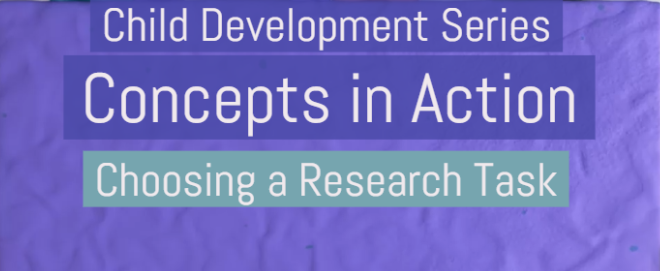 Child Development Series
Concepts in Action
Choosing a Research Task